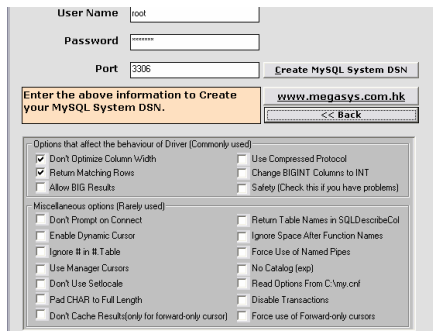 User Name root
Password *******
Port 3306 Create MySQL System DSN
Enter the above information to Create your MySQL System DSN.
www.megasys.com.hk
<< Back
Options that affect the behaviour of Driver (Commonly used)
Don't Optimize Column Width Use Compressed Protocol
Return Matching Rows Change BIGINT Columns to INT
Allow BIG Results Safety (Check this if you have problems)
Miscellaneous options (Rarely used)
Don't Prompt on Connect Return Table Names in SQLDescribeCol
Enable Dynamic Cursor Ignore Space After Function Names
Ignore # in #.Table Force Use of Named Pipes
Use Manager Cursors No Catalog (exp)
Don't Use Setlocale Read Options From C:\my.cnf
Pad CHAR to Full Length Disable Transactions
Don't Cache Results(only for forward-only cursor) Force use of Forward-only cursors